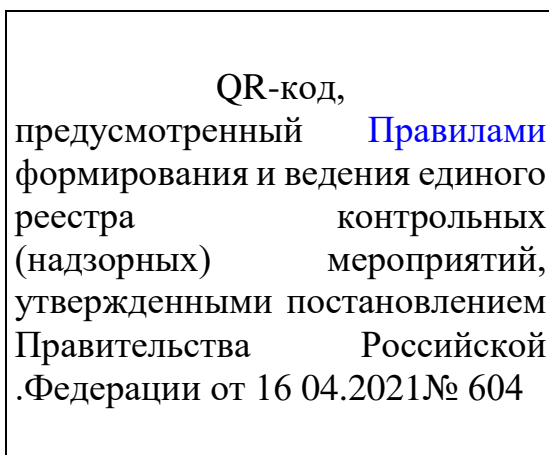 QR-код,
предусмотренный Правилами
формирования и ведения единого
реестра контрольных
(надзорных) мероприятий,
утвержденными постановлением
Правительства Российской
.Федерации от 16 04.2021№ 604